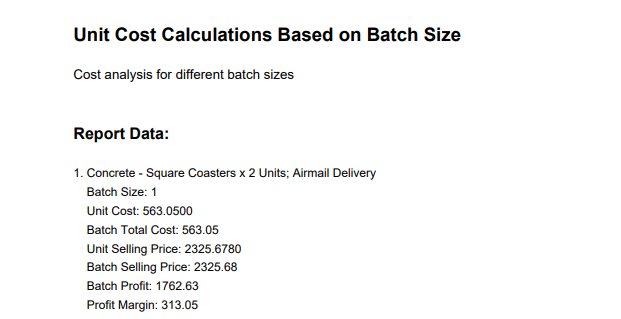 Unit Cost Calculations Based on Batch Size
Cost analysis for different batch sizes
Report Data:
1. Concrete - Square Coasters x 2 Units; Airmail Delivery
Batch Size: 1
Unit Cost: 563.0500
Batch Total Cost: 563.05
Unit Selling Price: 2325.6780
Batch Selling Price: 2325.68
Batch Profit: 1762.63
Profit Margin: 313.05